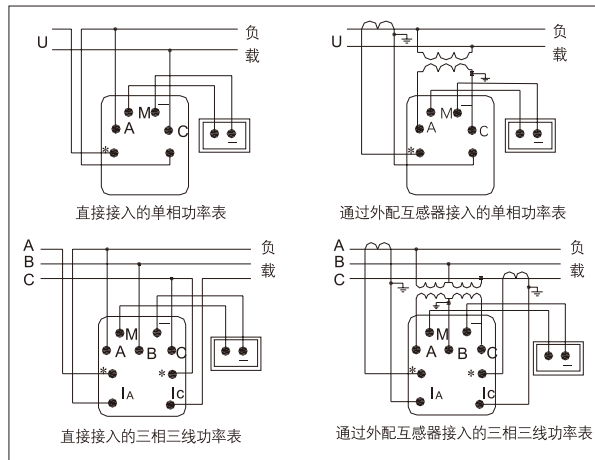 U
负
载
M
—
A
C
*
—
直接接入的单相功率表
U
负
载
M
—
A
C
*
—
通过外配互感器接入的单相功率表
A
B
C
负
载
M
—
A
B
C
*
*
IA
Ic
—
直接接入的三相三线功率表
A
B
C
负
载
M
—
A
B
C
*
*
IA
Ic
—
通过外配互感器接入的三相三线功率表